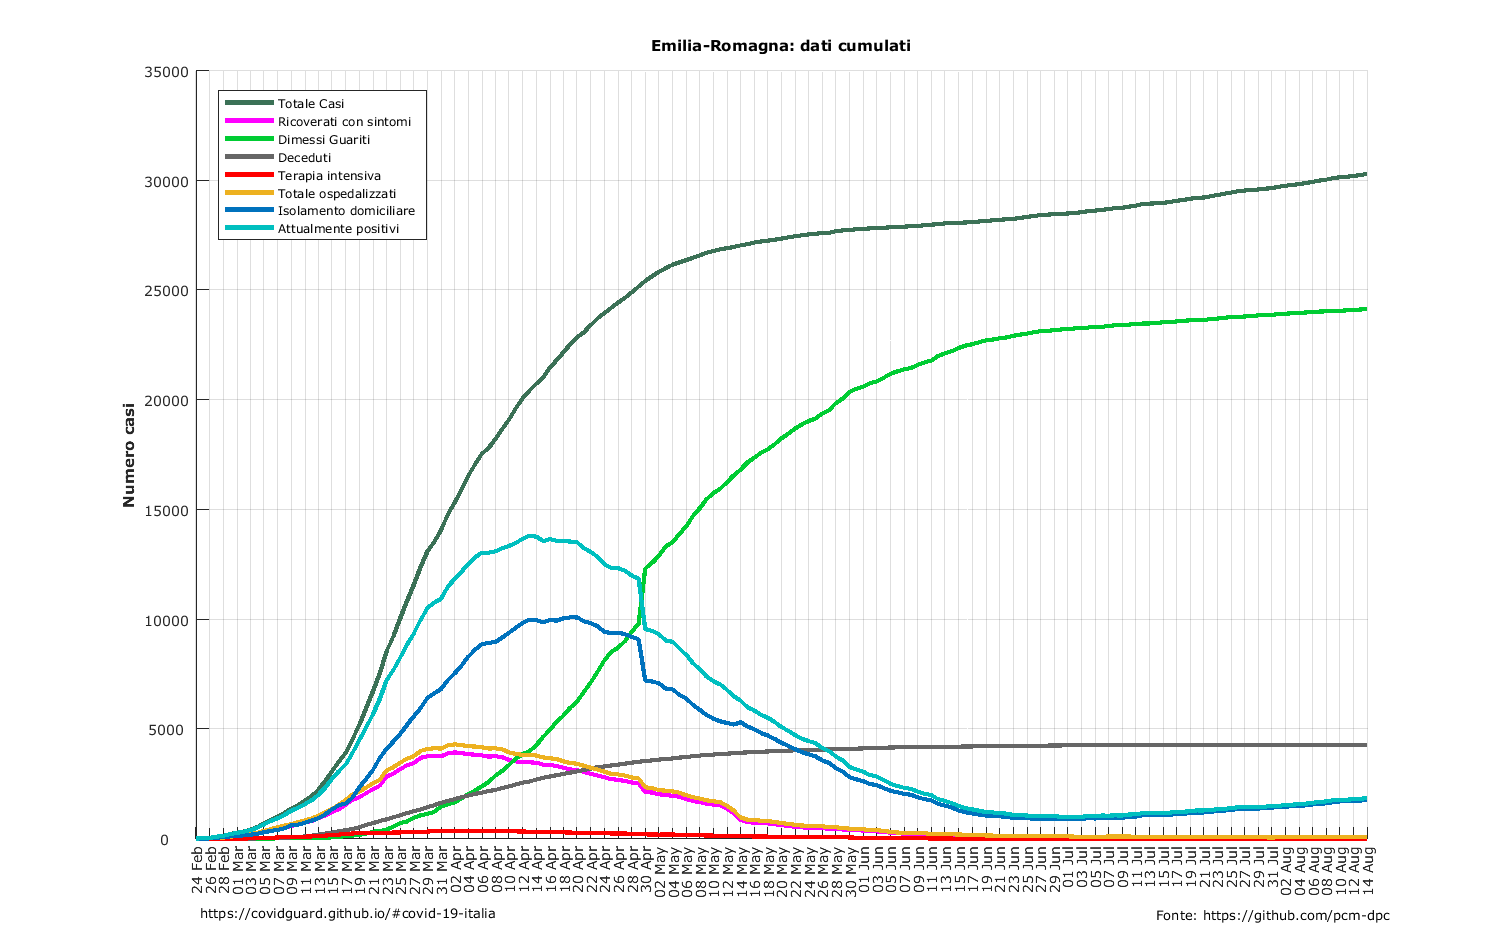 Emilia-Romagna: dati cumulati
35000
30000
25000
20000
15000
10000
5000
0
Numero casi
Totale Casi
Ricoverati con sintomi
Dimessi Guariti
Deceduti
Terapia intensiva
Totale ospedalizzati
Isolamento domiciliare
Attualmente positivi
24 Feb
26 Feb
28 Feb
01 Mar
03 Mar
05 Mar
07 Mar
09 Mar
11 Mar
13 Mar
15 Mar
17 Mar
19 Mar
21 Mar
23 Mar
25 Mar
27 Mar
29 Mar
31 Mar
02 Apr
04 Apr
06 Apr
08 Apr
10 Apr
12 Apr
14 Apr
16 Apr
18 Apr
20 Apr
22 Apr
24 Apr
26 Apr
28 Apr
30 Apr
02 May
04 May
06 May
08 May
10 May
12 May
14 May
16 May
18 May
20 May
22 May
24 May
26 May
28 May
30 May
01 Jun
03 Jun
05 Jun
07 Jun
09 Jun
11 Jun
13 Jun
15 Jun
17 Jun
19 Jun
21 Jun
23 Jun
25 Jun
27 Jun
29 Jun
01 Jul
03 Jul
05 Jul
07 Jul
09 Jul
11 Jul
13 Jul
15 Jul
17 Jul
19 Jul
21 Jul
23 Jul
25 Jul
27 Jul
29 Jul
31 Jul
02 Aug
04 Aug
06 Aug
08 Aug
10 Aug
12 Aug
14 Aug
https://covidguard.github.io/#covid-19-italia
Fonte: https://github.com/pcm-dpc